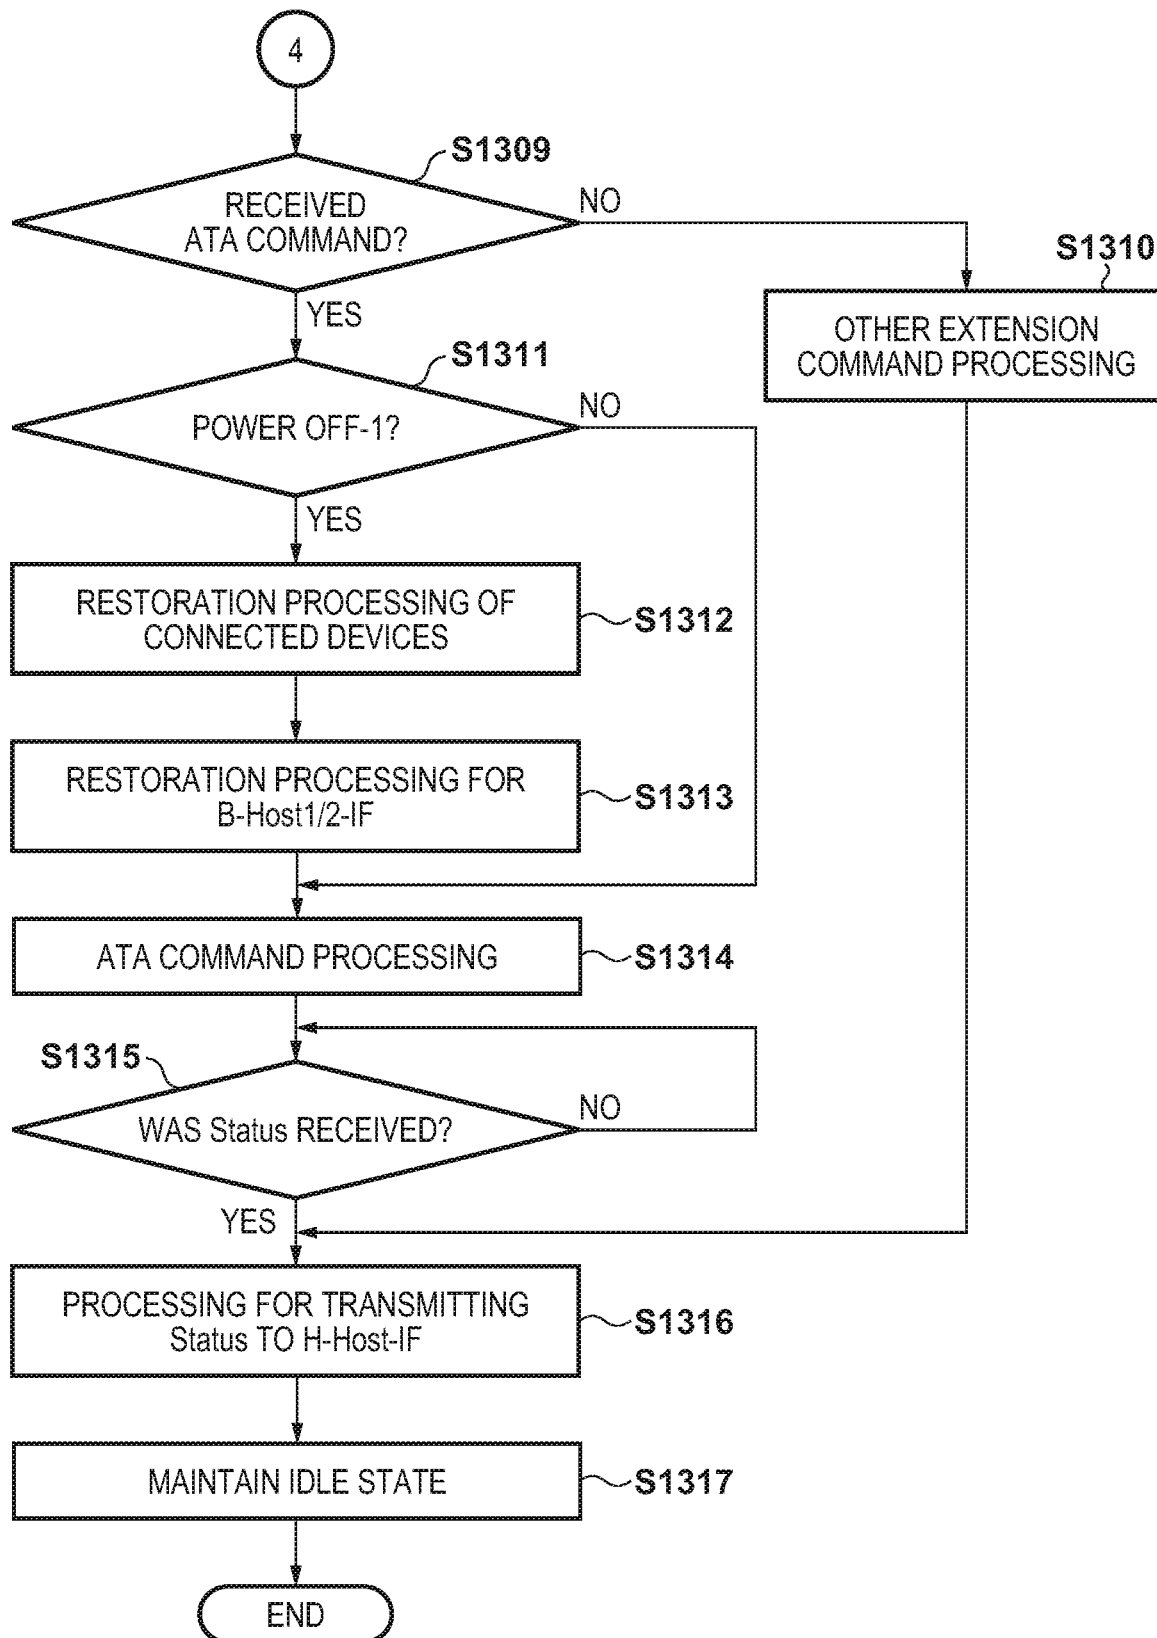 4
S1309
RECEIVED
ATA COMMAND?
NO
YES
S1310
OTHER EXTENSION
COMMAND PROCESSING
S1311
POWER OFF-1?
NO
YES
RESTORATION PROCESSING OF
CONNECTED DEVICES
S1312
RESTORATION PROCESSING FOR
B-Host1/2-IF
S1313
ATA COMMAND PROCESSING
S1314
S1315
WAS Status RECEIVED?
NO
YES
PROCESSING FOR TRANSMITTING
Status TO H-Host-IF
S1316
MAINTAIN IDLE STATE
S1317
END